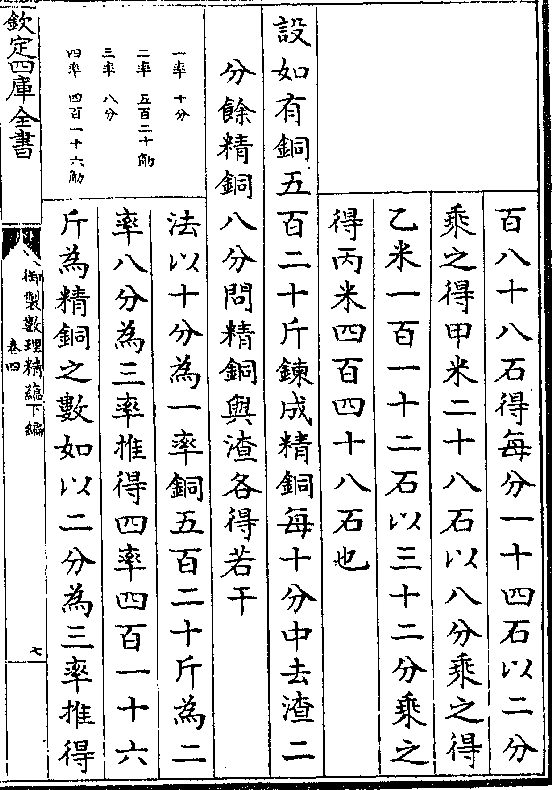 百八十八石得每分一十四石以二分
乘之得甲米二十八石以八分乘之得
乙米一百一十二石以三十二分乘之
得丙米四百四十八石也
設如有銅五百二十斤鍊成精銅每十分中去渣二
分餘精銅八分問精銅與渣各得若干
一率 十分
二率 五百二十觔
三率 八分
四率 四百一十六觔
法以十分為一率銅五百二十斤為二
率八分為三率推得四率四百一十六
斤為精銅之數如以二分為三率推得
欽定四庫全書
御製數理精蘊下編
卷四
七